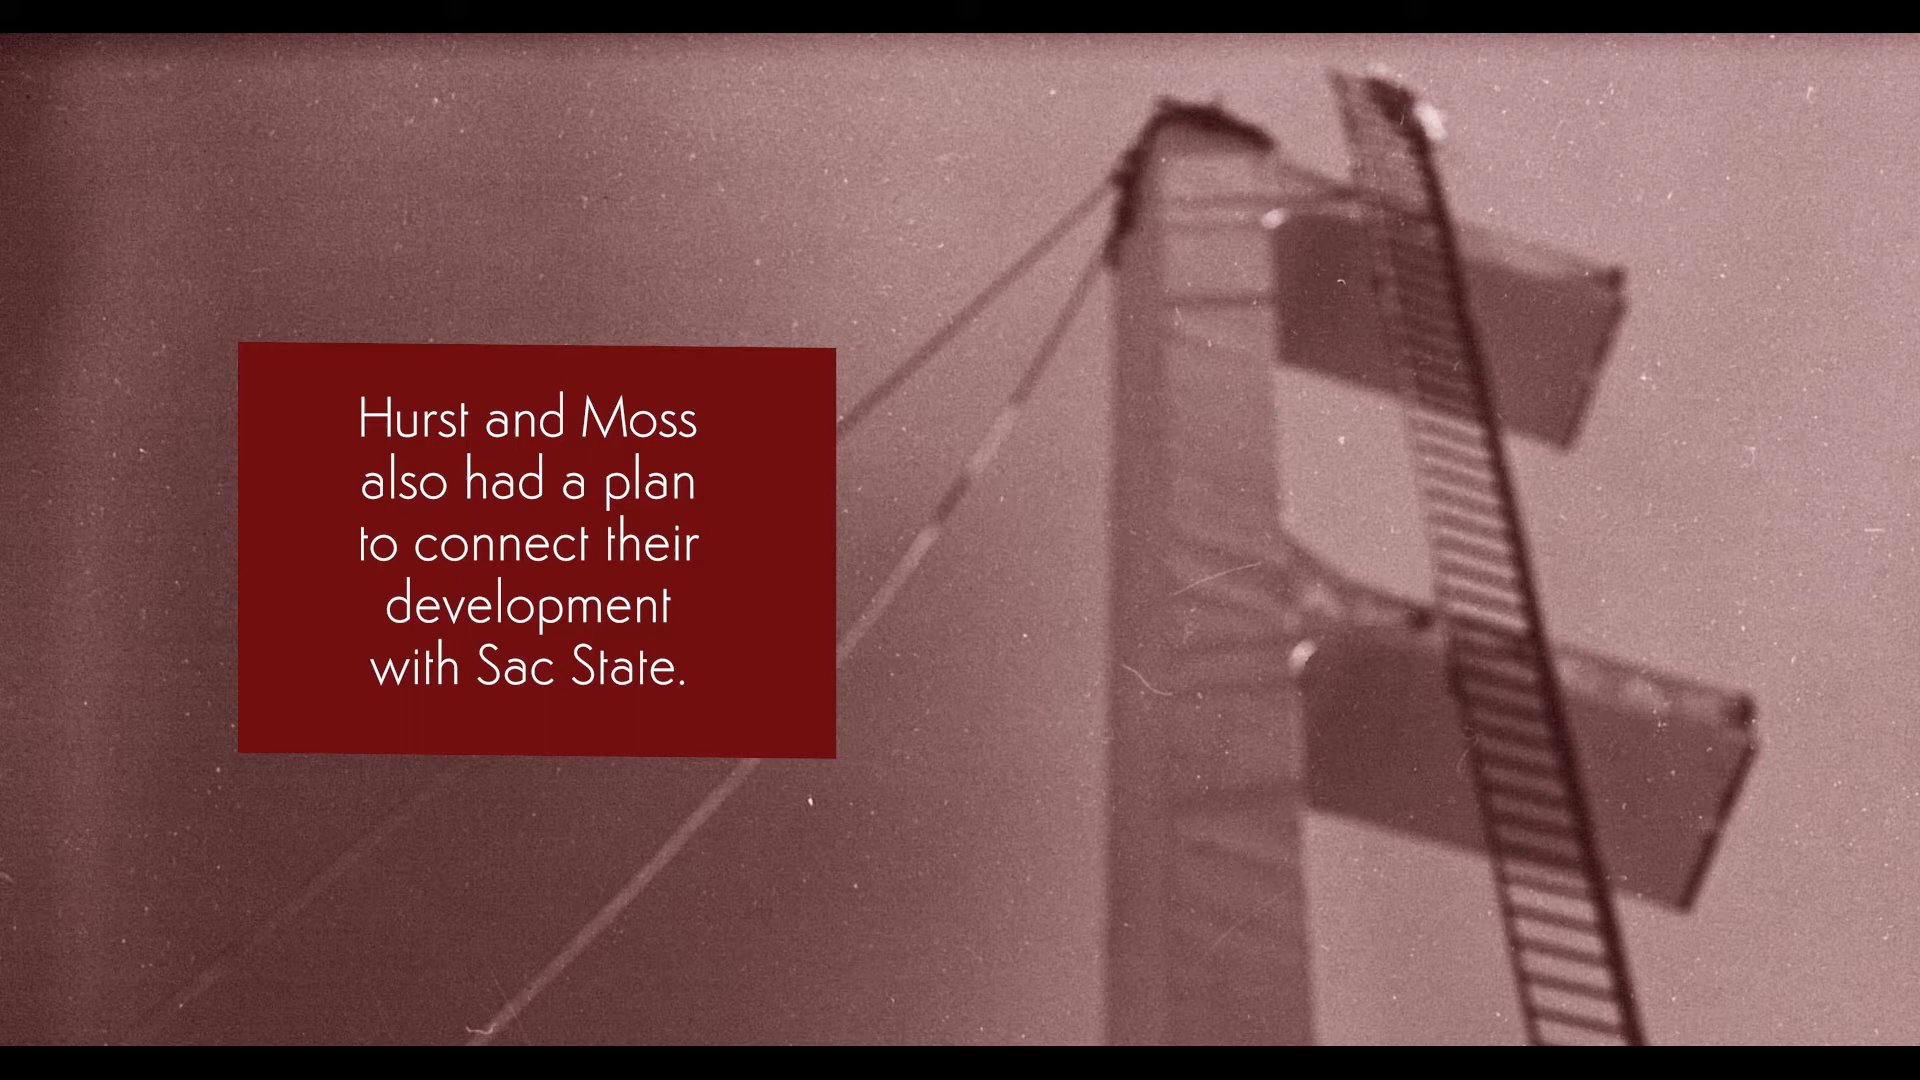 Hurst and Moss
also had a plan
to connect their
development
with Sac State.